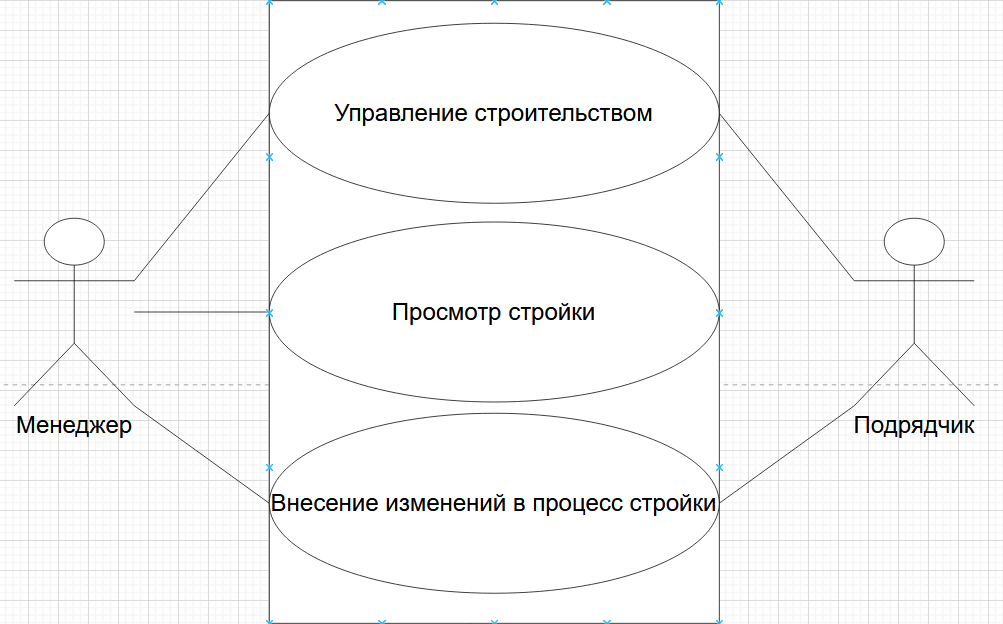 Управление строительством
Просмотр стройки
Менеджер
Подрядчик
Внесение изменений в процесс стройки